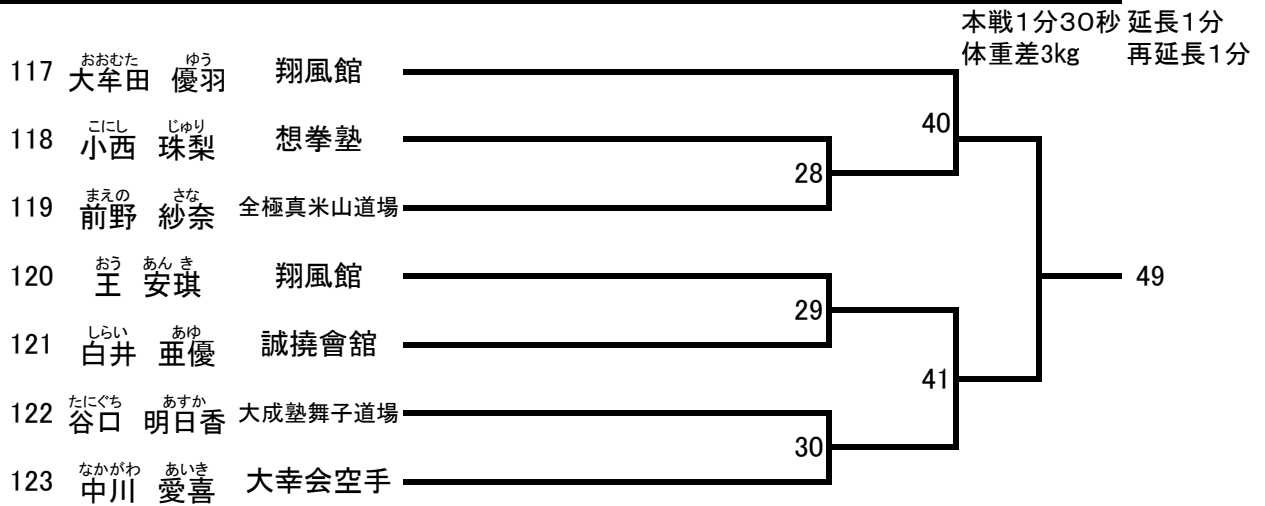 本戦1分30秒 延長1分
体重差3kg 再延長1分
おおむた ゆう
117 大牟田 優羽 翔風館
40
こにし じゅり
118 小西 珠梨 想拳塾
28
まえの さな
119 前野 紗奈 全極真米山道場
おう あんき
120 王 安琪 翔風館
49
29
しらい あゆ
121 白井 亜優 誠撓會舘
41
たにぐち あすか
122 谷口 明日香 大成塾舞子道場
30
なかがわ あいき
123 中川 愛喜 大幸会空手